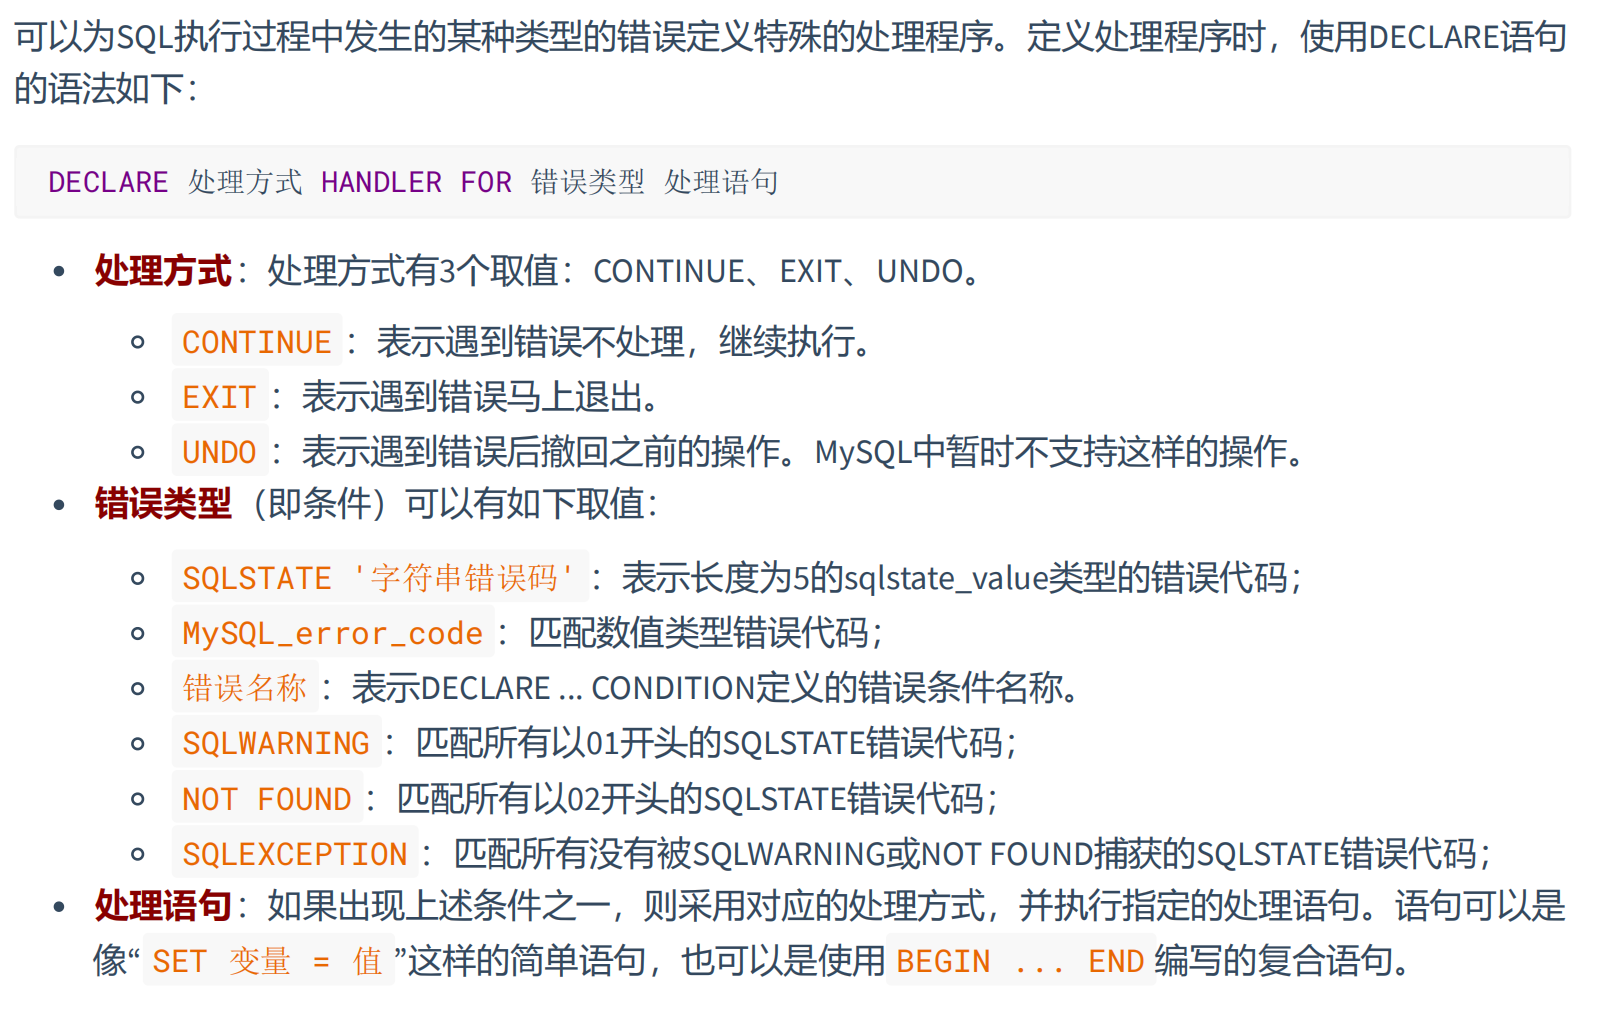 可以为SQL执行过程中发生的某种类型的错误定义特殊的处理程序。定义处理程序时，使用DECLARE语句
的语法如下：
DECLARE 处理方式 HANDLER FOR 错误类型 处理语句
• 处理方式：处理方式有3个取值：CONTINUE、EXIT、UNDO。
◦ CONTINUE：表示遇到错误不处理，继续执行。
◦ EXIT：表示遇到错误马上退出。
◦ UNDO：表示遇到错误后撤回之前的操作。MySQL中暂时不支持这样的操作。
• 错误类型（即条件）可以有如下取值：
◦ SQLSTATE '字符串错误码'：表示长度为5的sqlstate_value类型的错误代码；
◦ MySQL_error_code：匹配数值类型错误代码；
◦ 错误名称：表示DECLARE ... CONDITION定义的错误条件名称。
◦ SQLWARNING：匹配所有以01开头的SQLSTATE错误代码；
◦ NOT FOUND：匹配所有以02开头的SQLSTATE错误代码；
◦ SQLEXCEPTION：匹配所有没有被SQLWARNING或NOT FOUND捕获的SQLSTATE错误代码；
• 处理语句：如果出现上述条件之一，则采用对应的处理方式，并执行指定的处理语句。语句可以是
像“SET 变量 = 值”这样的简单语句，也可以是使用BEGIN ... END编写的复合语句。